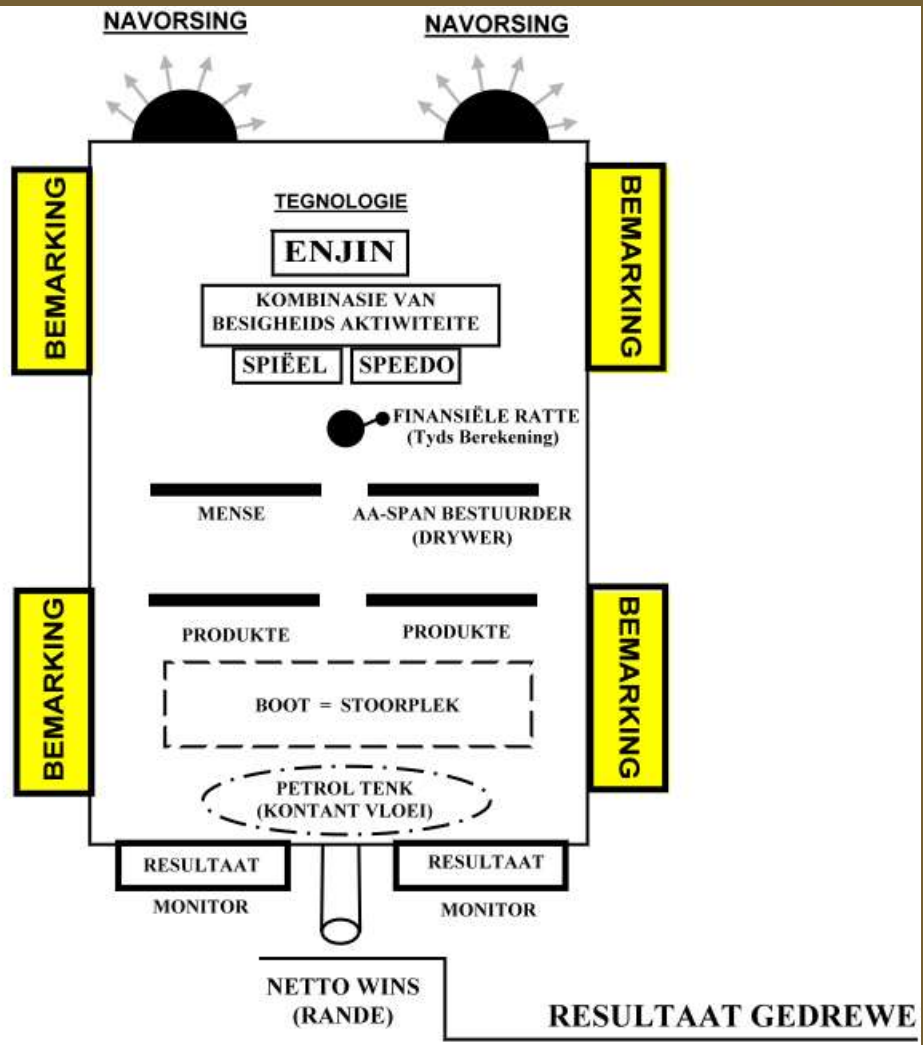 NAVORSING
NAVORSING
BEMARKING
BEMARKING
TEGNOLOGIE
ENJIN
KOMBINASIE VAN
BESIGHEIDS AKTIWITEITE
SPIËEL
SPEEDO
FINANSIËLE RATTE
(Tyds Berekening)
MENSE
AA-SPAN BESTUURDER
(DRYWER)
BEMARKING
BEMARKING
PRODUKTE
PRODUKTE
BOOT = STOORPLEK
PETROL TENK
(KONTANT VLOEI)
RESULTAAT
RESULTAAT
MONITOR
MONITOR
NETTO WINS
(RANDE)
RESULTAAT GEDREWE